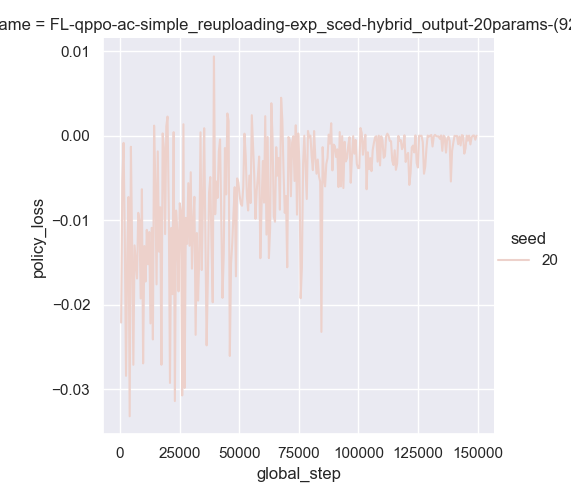 ame = FL-qppo-ac-simple_reuploading-exp_sced-hybrid_output-20params-(92
0.01
0.00
−0.01
−0.02
−0.03
policy_loss
0 25000 50000 75000 100000 125000 150000
global_step
seed
20